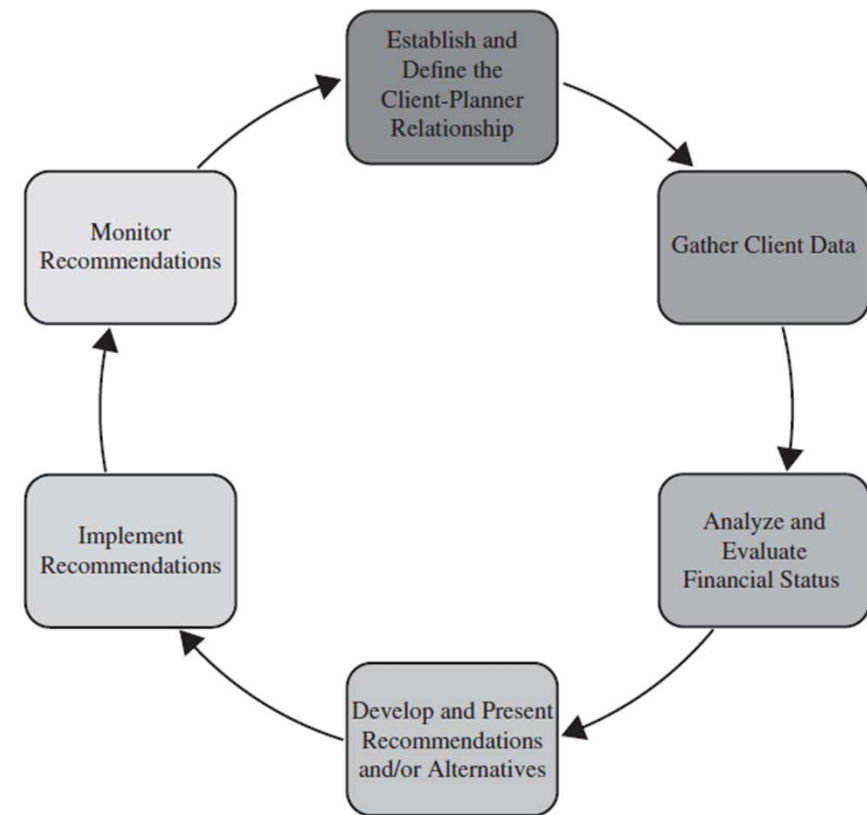 Establish and
Define the
Client-Planner
Relationship
Gather Client Data
Analyze and
Evaluate
Financial Status
Develop and Present
Recommendations
and/or Alternatives
Implement
Recommendations
Monitor
Recommendations